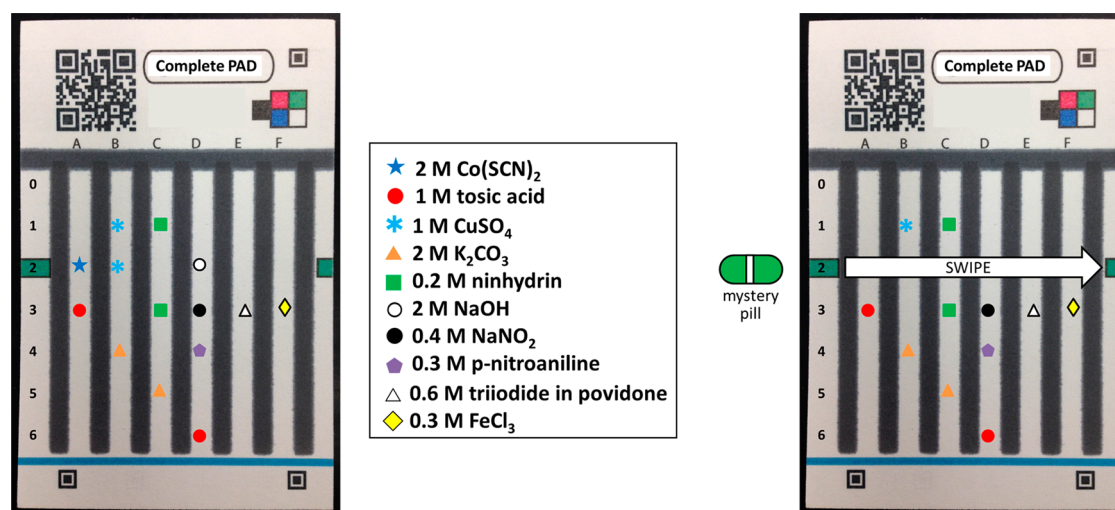 Complete PAD
A B C D E F
0
1
2
3
4
5
6
2 M Co(SCN)₂
1 M tosic acid
1 M CuSO₄
2 M K₂CO₃
0.2 M ninhydrin
2 M NaOH
0.4 M NaNO₂
0.3 M p-nitroaniline
0.6 M triiodide in povidone
0.3 M FeCl₃
mystery
pill
Complete PAD
A B C D E F
0
1
2 SWIPE
3
4
5
6